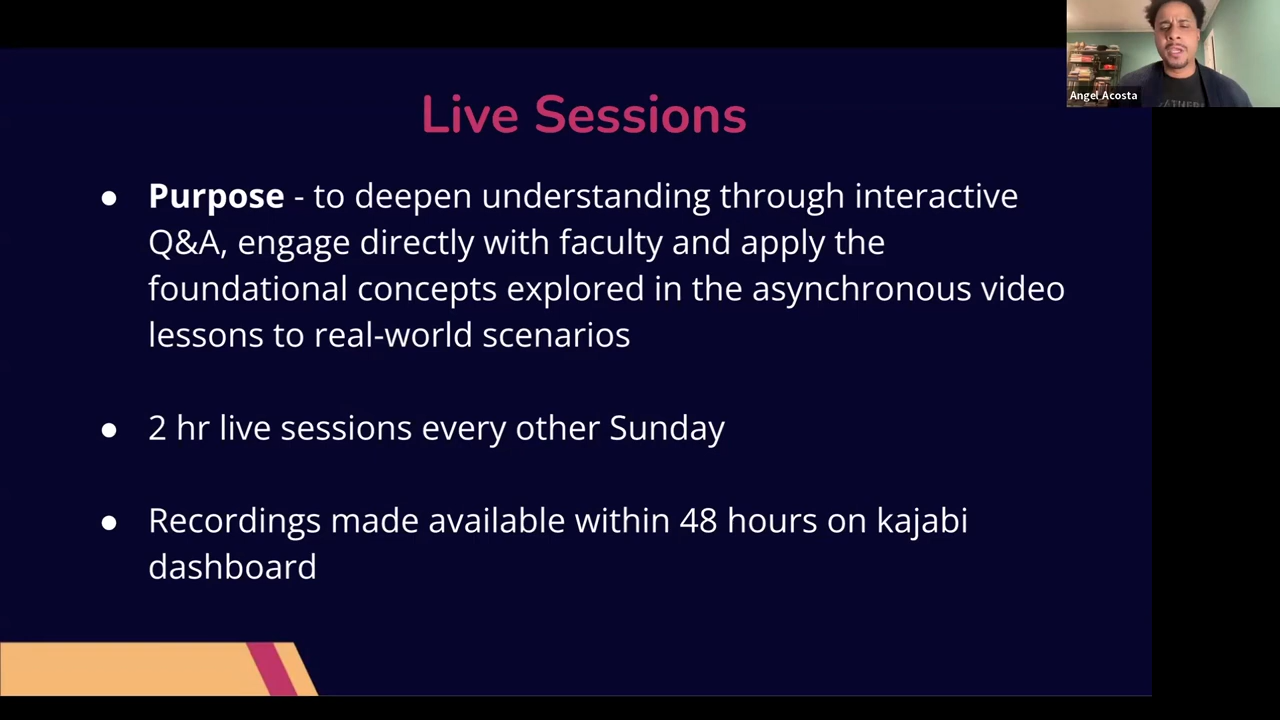 Live Sessions
● Purpose - to deepen understanding through interactive
Q&A, engage directly with faculty and apply the
foundational concepts explored in the asynchronous video
lessons to real-world scenarios
● 2 hr live sessions every other Sunday
● Recordings made available within 48 hours on kajabi
dashboard
Angel Acosta